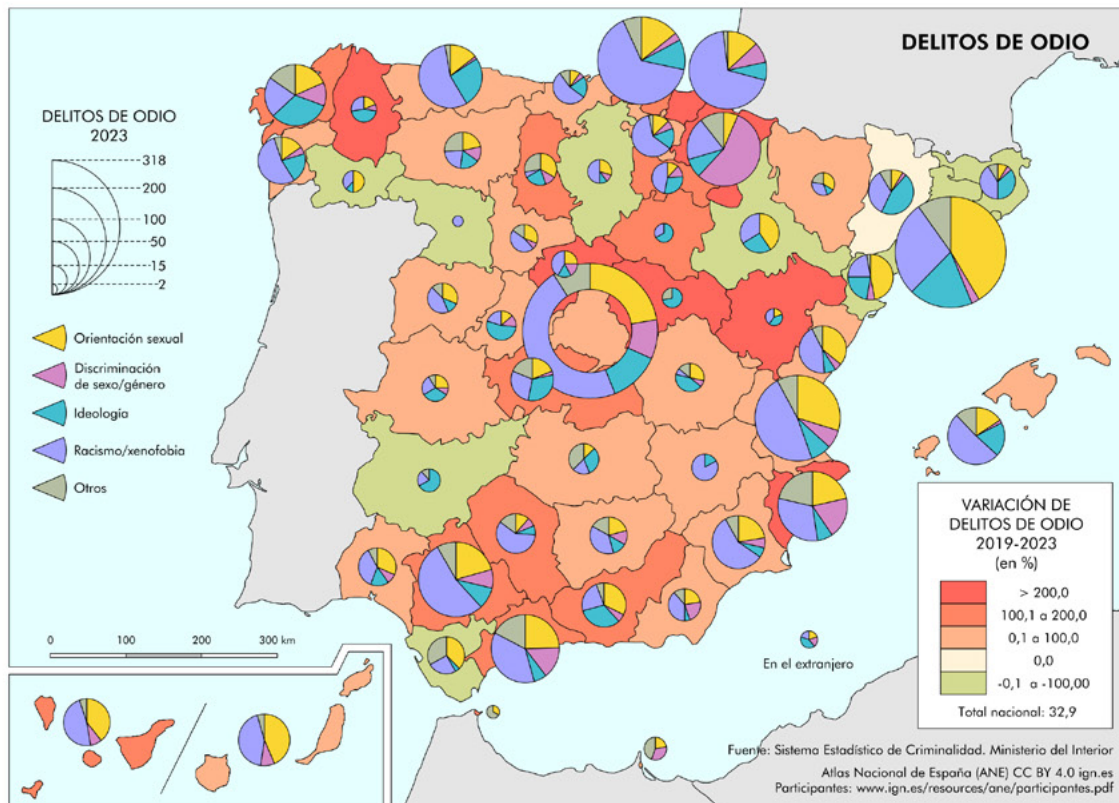 DELITOS DE ODIO
DELITOS DE ODIO
2023
318
200
100
50
15
2
Orientación sexual
Discriminación
de sexo/género
Ideología
Racismo/xenofobia
Otros
0
100
200
300 km
En el extranjero
VARIACIÓN DE
DELITOS DE ODIO
2019-2023
(en %)
> 200,0
100,1 a 200,0
0,1 a 100,0
0,0
-0,1 a -100,00
Total nacional: 32,9
Fuente: Sistema Estadístico de Criminalidad. Ministerio del Interior
Atlas Nacional de España (ANE) CC BY 4.0 ign.es
Participantes: www.ign.es/resources/ane/participantes.pdf